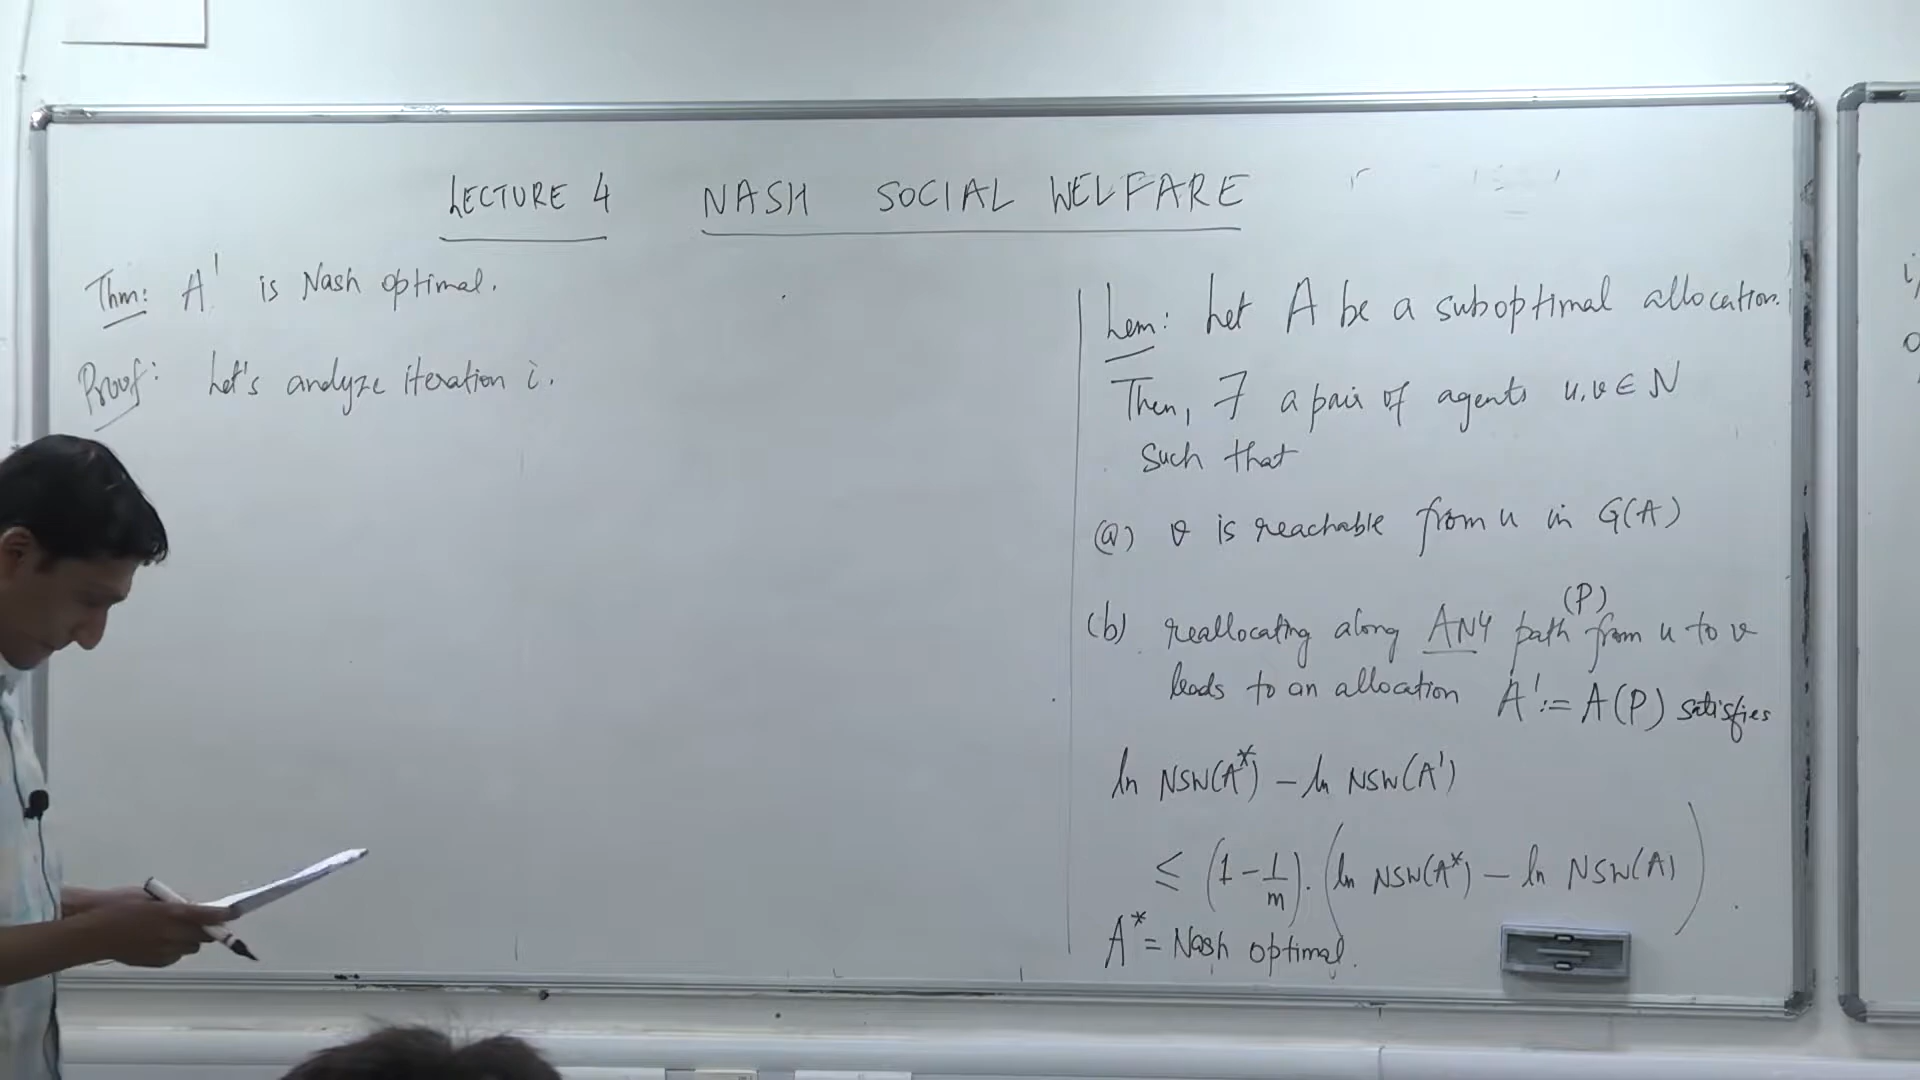 LECTURE 4 NASH SOCIAL WELFARE
Thm: A' is Nash optimal.
Proof: Let's analyze iteration i.
Lem: Let A be a suboptimal allocation.
Then, ∃ a pair of agents u, v ∈ N
such that
(a) v is reachable from u in G(A)
(b) reallocating along ANY path (P) from u to v
leads to an allocation A' := A(P) satisfies
ln NSW(A*) - ln NSW(A')
≤ (1 - 1/m) · (ln NSW(A*) - ln NSW(A))
A* = Nash optimal.